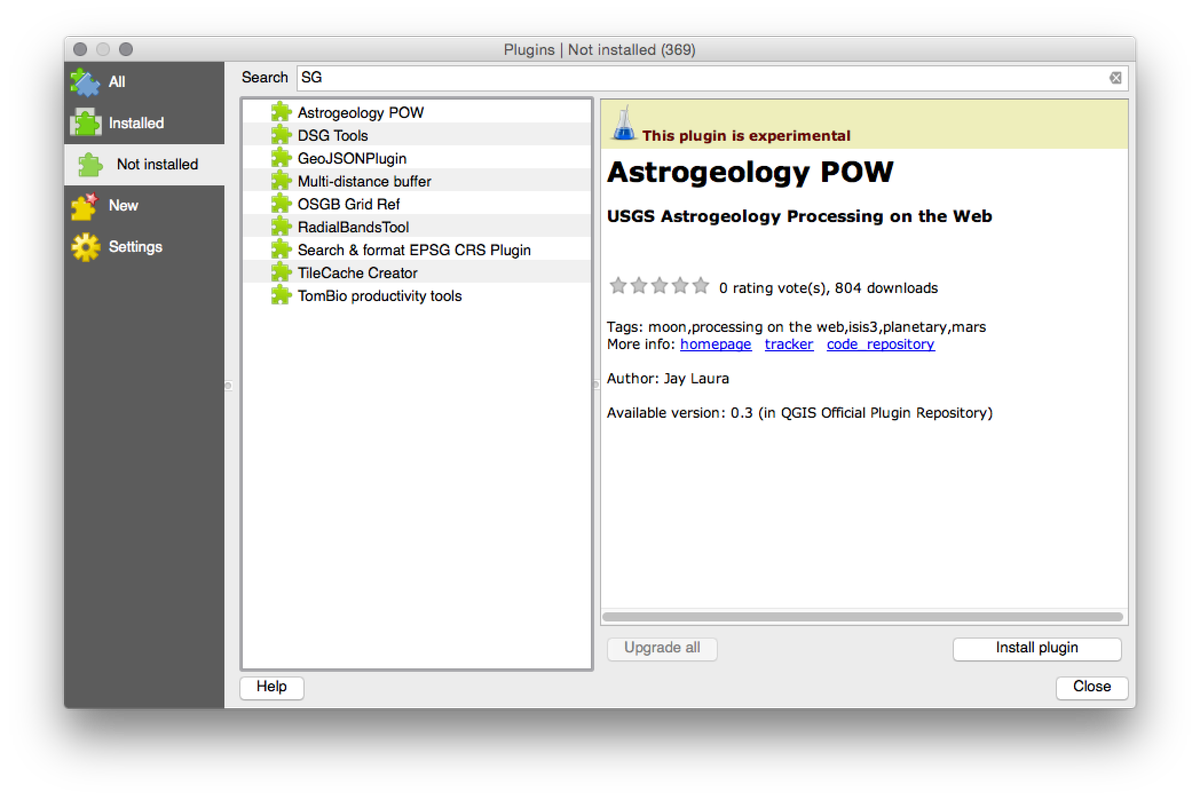 Plugins | Not installed (369)
All
Installed
Not installed
New
Settings
Search SG
Astrogeology POW
DSG Tools
GeoJSONPlugin
Multi-distance buffer
OSGB Grid Ref
RadialBandsTool
Search & format EPSG CRS Plugin
TileCache Creator
TomBio productivity tools
This plugin is experimental
Astrogeology POW
USGS Astrogeology Processing on the Web
0 rating vote(s), 804 downloads
Tags: moon,processing on the web,isis3,planetary,mars
More info: homepage tracker code_repository
Author: Jay Laura
Available version: 0.3 (in QGIS Official Plugin Repository)
Upgrade all
Install plugin
Help
Close